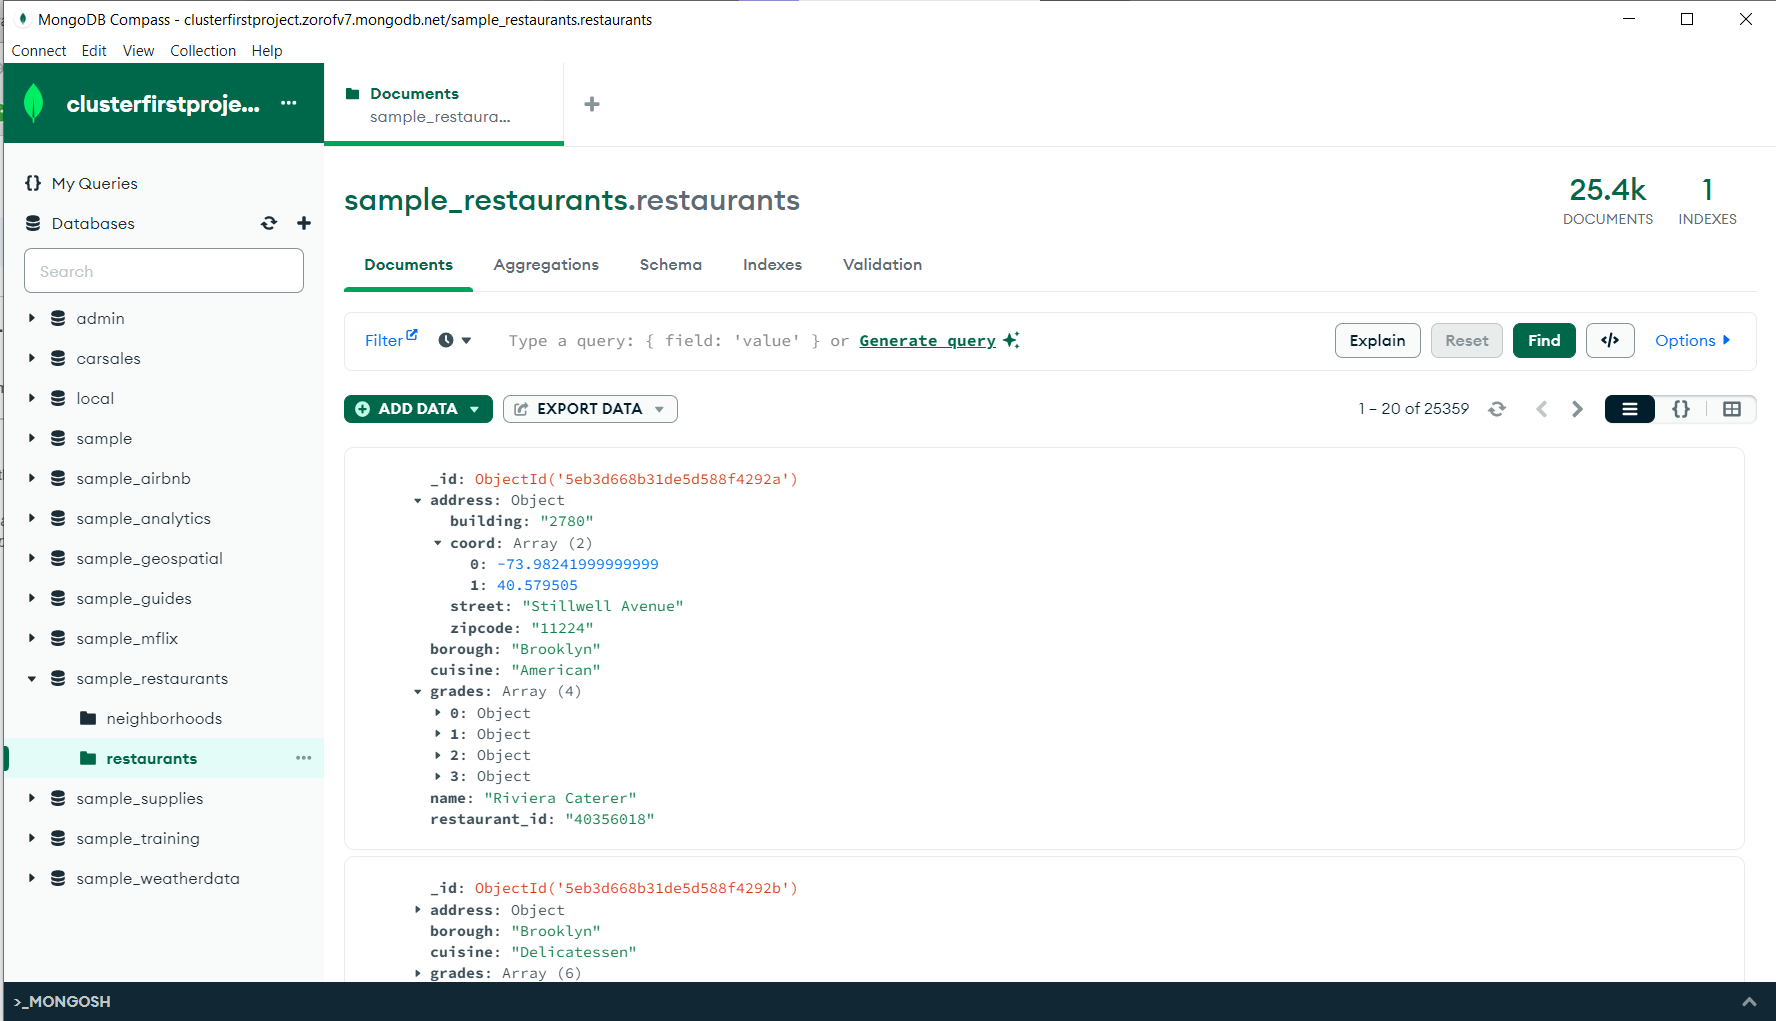 MongoDB Compass - clusterfirstproject.zorofv7.mongodb.net/sample_restaurants.restaurants
Connect Edit View Collection Help
clusterfirstproje...
Documents
sample_restaura...
My Queries
Databases
Search
admin
carsales
local
sample
sample_airbnb
sample_analytics
sample_geospatial
sample_guides
sample_mflix
sample_restaurants
neighborhoods
restaurants
sample_supplies
sample_training
sample_weatherdata
sample_restaurants.restaurants
25.4k
DOCUMENTS
1
INDEXES
Documents Aggregations Schema Indexes Validation
Filter Type a query: { field: 'value' } or Generate query Explain Reset Find </> Options
ADD DATA EXPORT DATA 1 – 20 of 25359 {}
_id: ObjectId('5eb3d668b31de5d588f4292a')
address: Object
building: "2780"
coord: Array (2)
0: -73.98241999999999
1: 40.579505
street: "Stillwell Avenue"
zipcode: "11224"
borough: "Brooklyn"
cuisine: "American"
grades: Array (4)
0: Object
1: Object
2: Object
3: Object
name: "Riviera Caterer"
restaurant_id: "40356018"
_id: ObjectId('5eb3d668b31de5d588f4292b')
address: Object
borough: "Brooklyn"
cuisine: "Delicatessen"
grades: Array (6)
>_MONGOSH